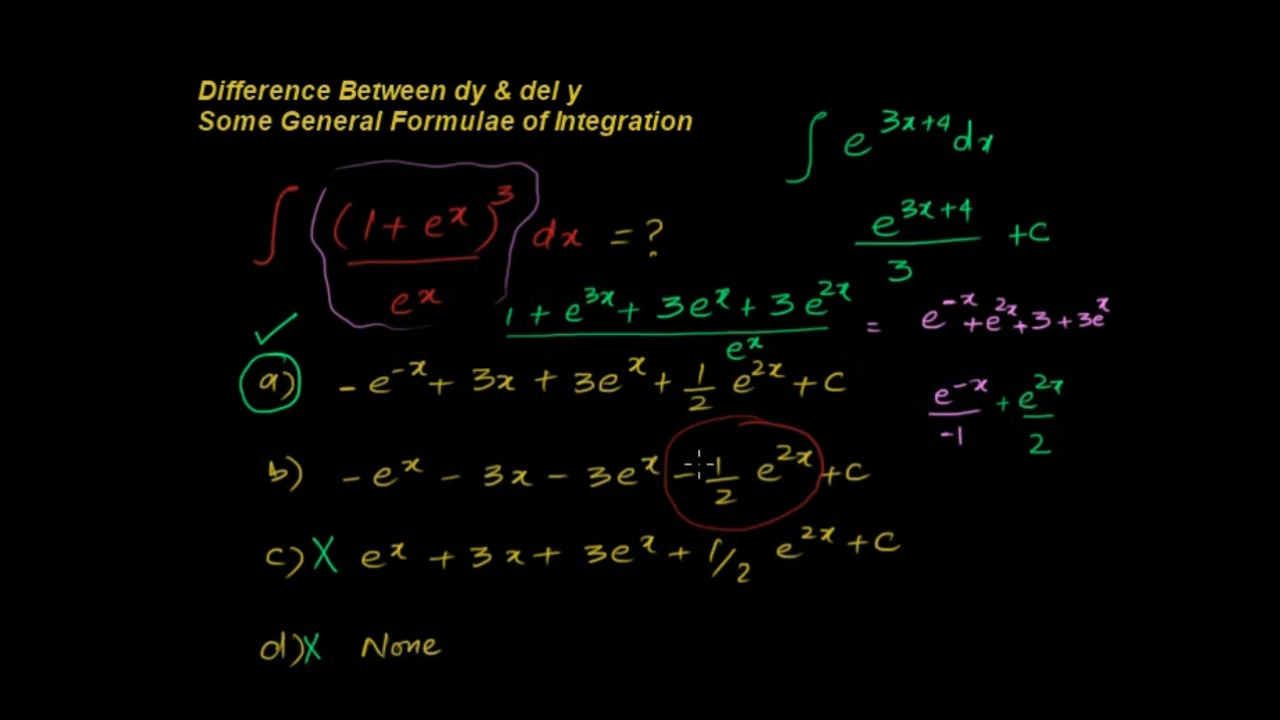 Difference Between dy & del y
Some General Formulae of Integration
∫ e^{3x+4} dx
∫ (1 + e^x)^3 / e^x dx = ?
e^{3x+4} / 3 + C
(1 + e^{3x} + 3e^x + 3e^{2x}) / e^x = e^{-x} + e^{2x} + 3 + 3e^x
a) - e^{-x} + 3x + 3e^x + 1/2 e^{2x} + C
e^{-x} / -1 + e^{2x} / 2
b) - e^x - 3x - 3e^x - 1/2 e^{2x} + C
c) X e^x + 3x + 3e^x + 1/2 e^{2x} + C
d) X None